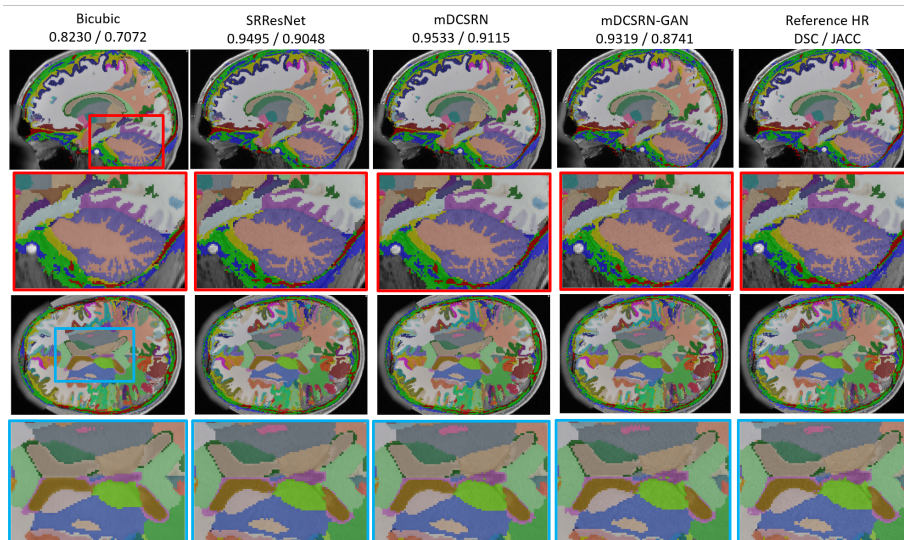 Bicubic
0.8230 / 0.7072
SRResNet
0.9495 / 0.9048
mDCSRN
0.9533 / 0.9115
mDCSRN-GAN
0.9319 / 0.8741
Reference HR
DSC / JACC